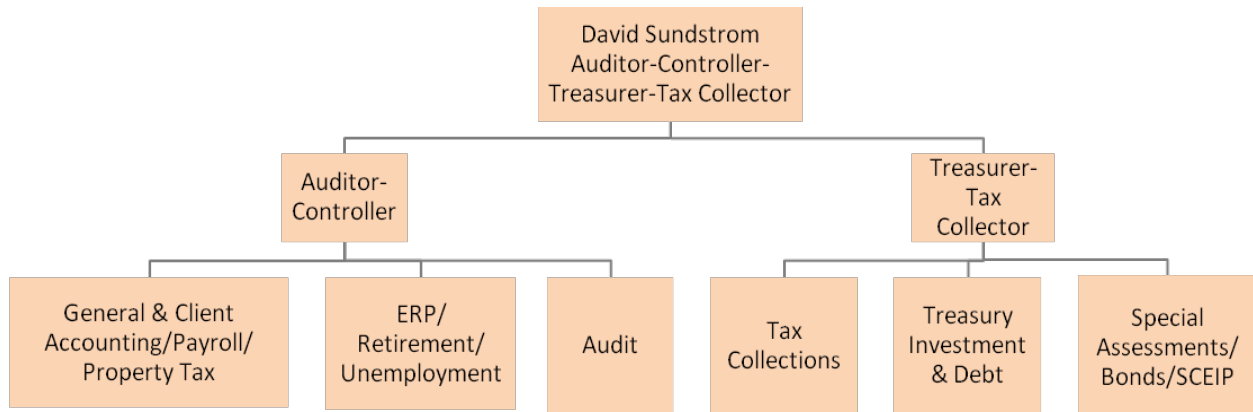 David Sundstrom
Auditor-Controller-
Treasurer-Tax Collector
Auditor-
Controller
Treasurer-
Tax
Collector
General & Client
Accounting/Payroll/
Property Tax
ERP/
Retirement/
Unemployment
Audit
Tax
Collections
Treasury
Investment
& Debt
Special
Assessments/
Bonds/SCEIP